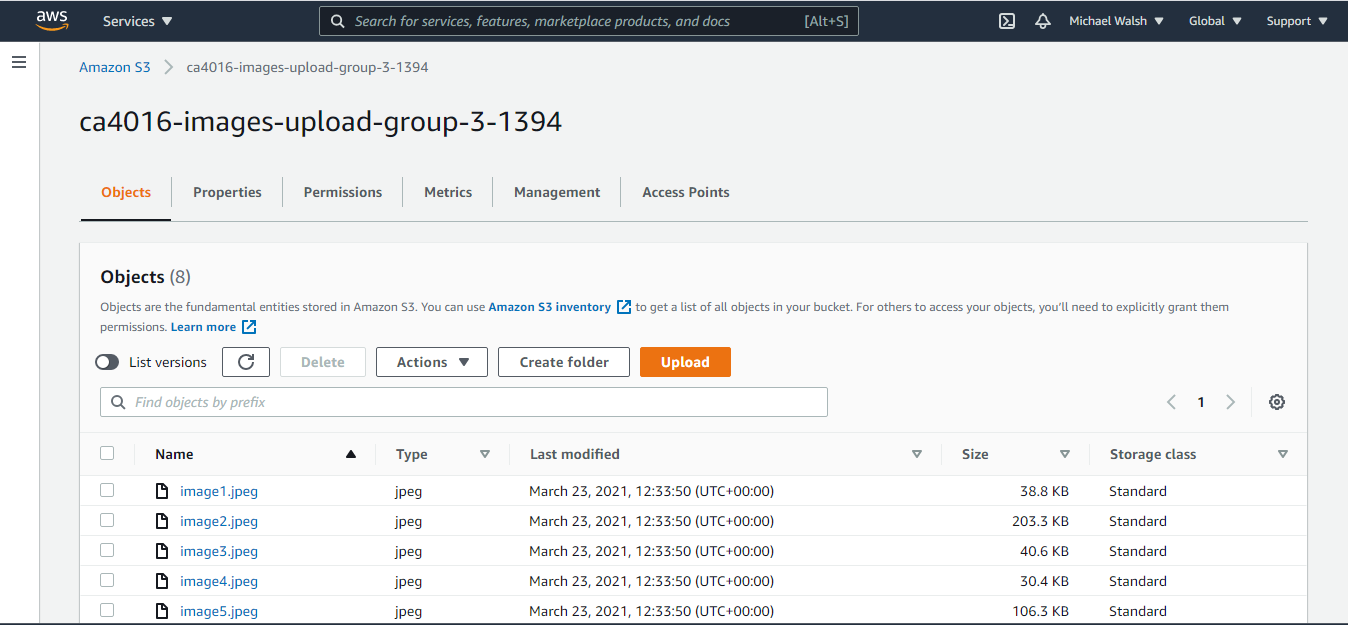 aws Services Search for services, features, marketplace products, and docs [Alt+S] Michael Walsh Global Support
Amazon S3 ca4016-images-upload-group-3-1394
ca4016-images-upload-group-3-1394
Objects Properties Permissions Metrics Management Access Points
Objects (8)
Objects are the fundamental entities stored in Amazon S3. You can use Amazon S3 inventory to get a list of all objects in your bucket. For others to access your objects, you'll need to explicitly grant them
permissions. Learn more
List versions Delete Actions Create folder Upload
Find objects by prefix 1
Name Type Last modified Size Storage class
image1.jpeg jpeg March 23, 2021, 12:33:50 (UTC+00:00) 38.8 KB Standard
image2.jpeg jpeg March 23, 2021, 12:33:50 (UTC+00:00) 203.3 KB Standard
image3.jpeg jpeg March 23, 2021, 12:33:50 (UTC+00:00) 40.6 KB Standard
image4.jpeg jpeg March 23, 2021, 12:33:50 (UTC+00:00) 30.4 KB Standard
image5.jpeg jpeg March 23, 2021, 12:33:50 (UTC+00:00) 106.3 KB Standard